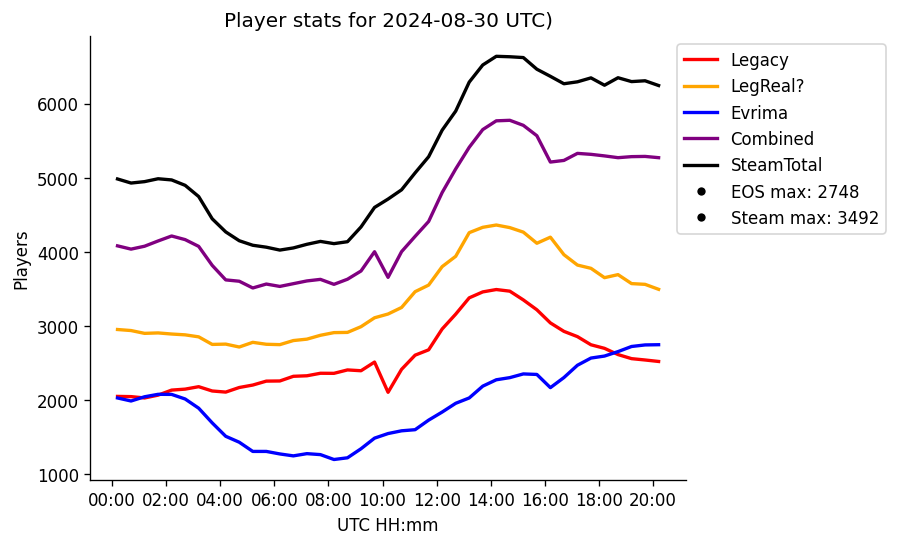 Player stats for 2024-08-30 UTC)
Legacy
LegReal?
Evrima
Combined
SteamTotal
EOS max: 2748
Steam max: 3492
Players
6000
5000
4000
3000
2000
1000
00:00 02:00 04:00 06:00 08:00 10:00 12:00 14:00 16:00 18:00 20:00
UTC HH:mm